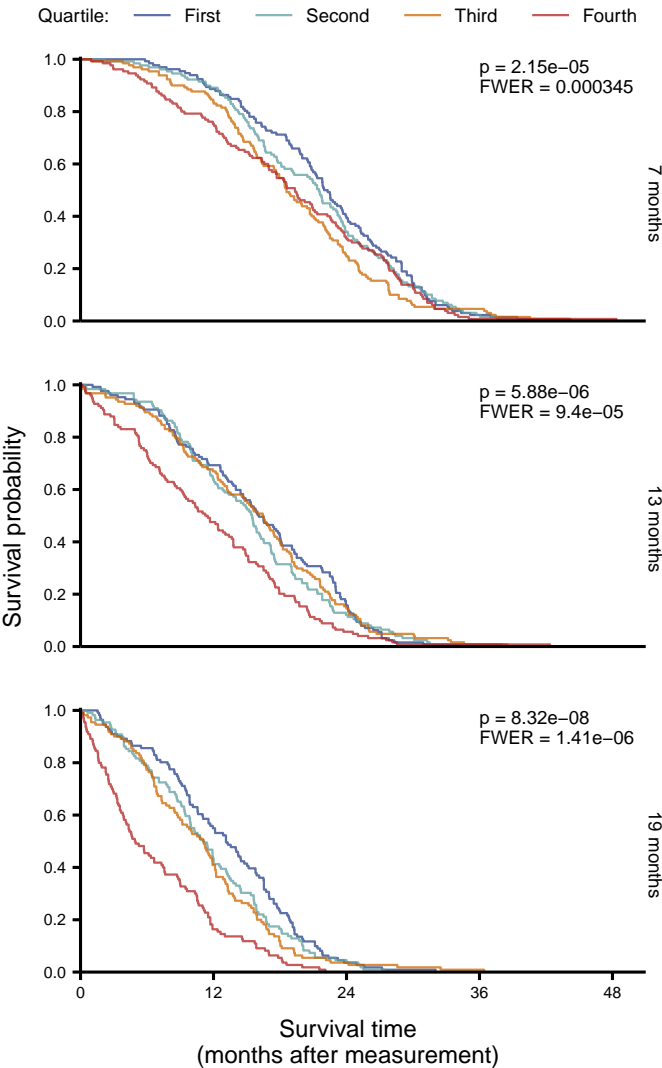 Quartile: First Second Third Fourth
1.0
0.8
0.6
0.4
0.2
0.0
p = 2.15e−05
FWER = 0.000345
7 months
1.0
0.8
0.6
0.4
0.2
0.0
p = 5.88e−06
FWER = 9.4e−05
13 months
Survival probability
1.0
0.8
0.6
0.4
0.2
0.0
p = 8.32e−08
FWER = 1.41e−06
19 months
0 12 24 36 48
Survival time
(months after measurement)